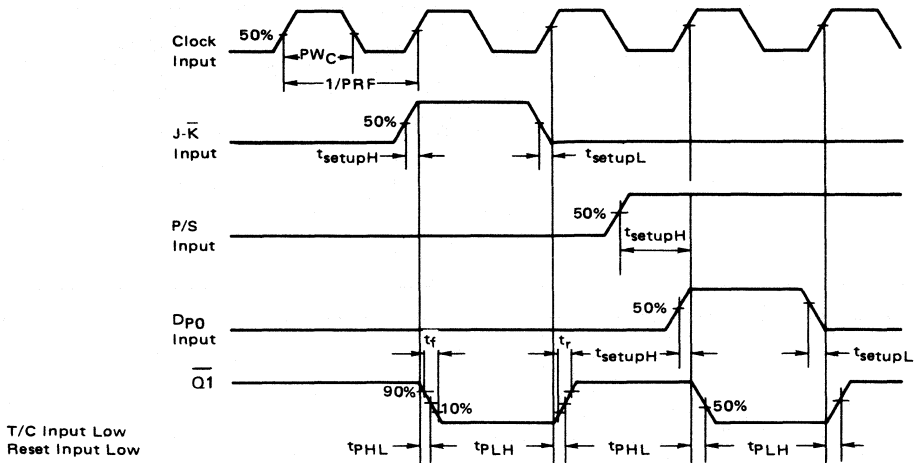 Clock
Input
50%
PWC
1/PRF
J-K̅
Input
50%
tsetupH
tsetupL
P/S
Input
50%
tsetupH
DP0
Input
50%
tf
tr
tsetupH
tsetupL
Q1̅
90%
10%
50%
T/C Input Low
Reset Input Low
tPHL
tPLH
tPHL
tPLH